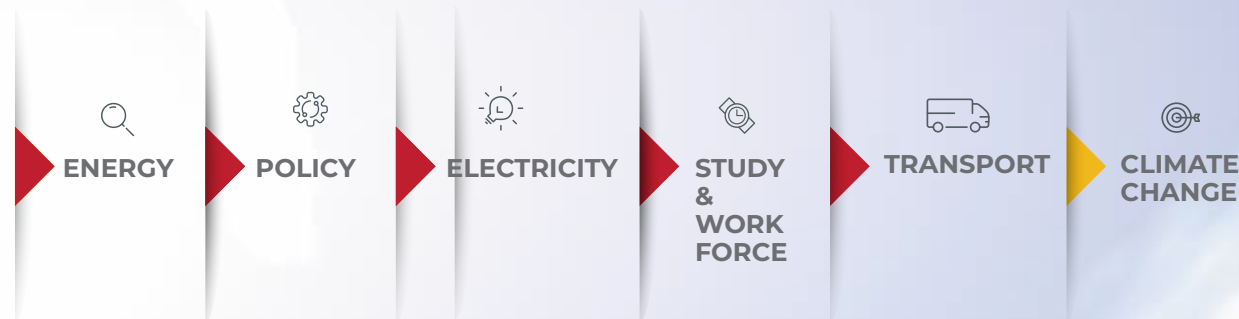 ENERGY
POLICY
ELECTRICITY
STUDY
&
WORK
FORCE
TRANSPORT
CLIMATE
CHANGE